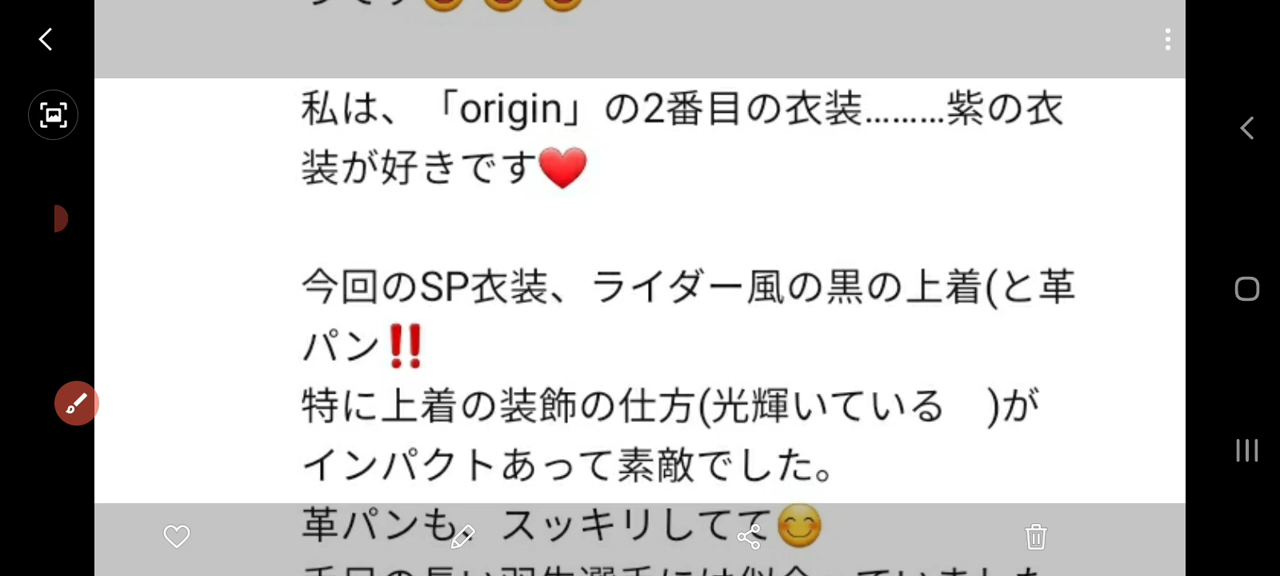 私は、「origin」の2番目の衣装………紫の衣
装が好きです❤️
今回のSP衣装、ライダー風の黒の上着(と革
パン‼️
特に上着の装飾の仕方(光輝いている　)が
インパクトあって素敵でした。
革パンも、スッキリしてて😊